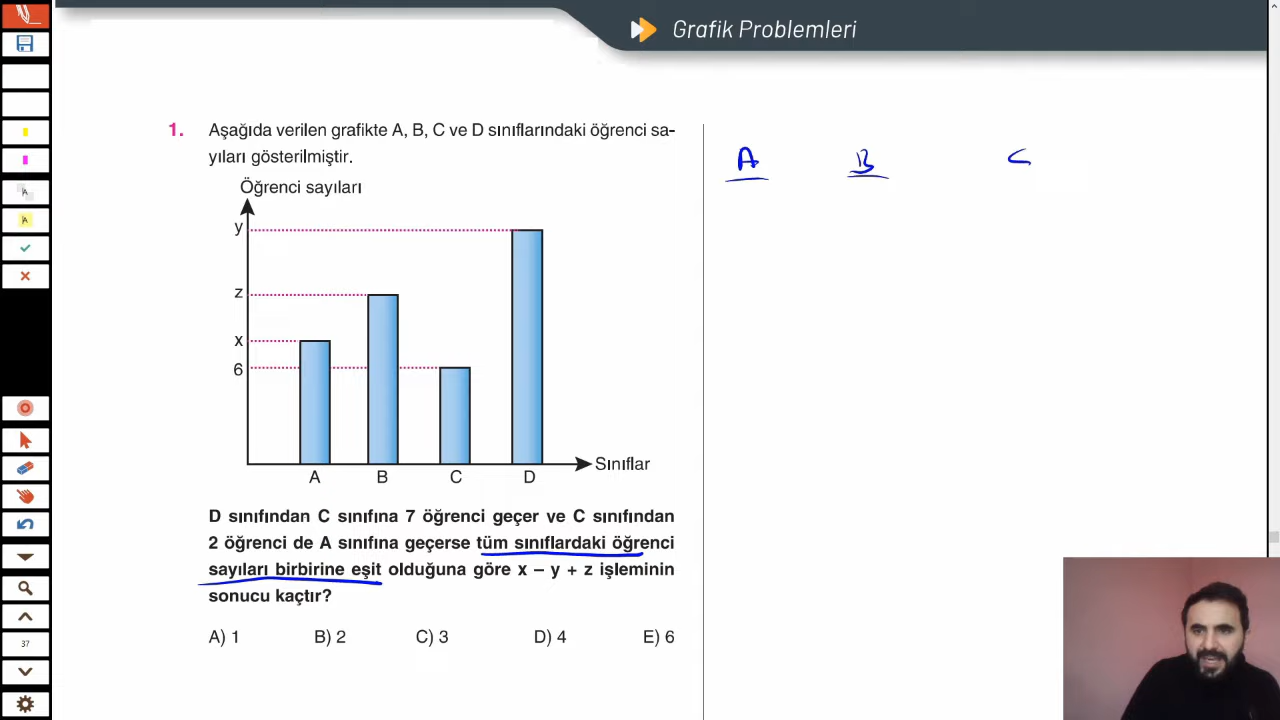 Grafik Problemleri
1. Aşağıda verilen grafikte A, B, C ve D sınıflarındaki öğrenci sa-
yıları gösterilmiştir.
Öğrenci sayıları
y
z
x
6
A B C D
Sınıflar
D sınıfından C sınıfına 7 öğrenci geçer ve C sınıfından
2 öğrenci de A sınıfına geçerse tüm sınıflardaki öğrenci
sayıları birbirine eşit olduğuna göre x – y + z işleminin
sonucu kaçtır?
A) 1 B) 2 C) 3 D) 4 E) 6
A B C
A
A
37